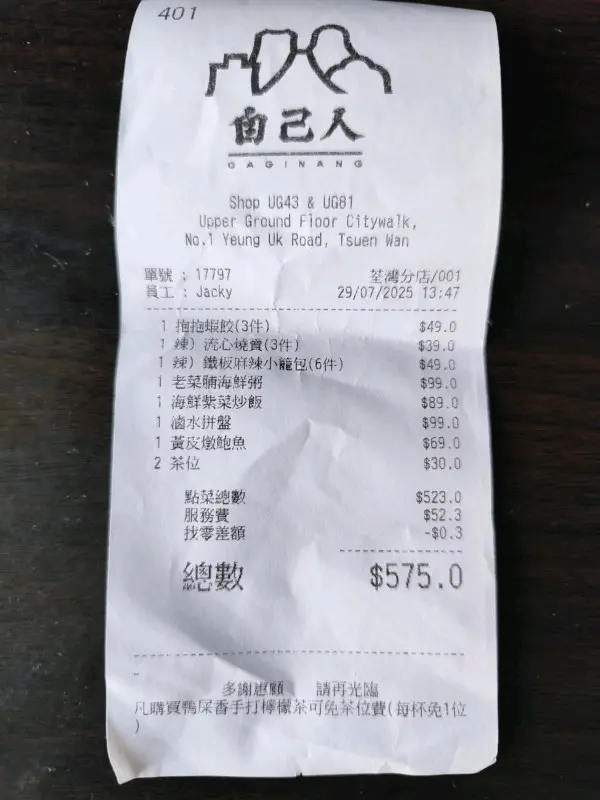 401
自己人
GAGINANG
Shop UG43 & UG81
Upper Ground Floor Citywalk,
No.1 Yeung Uk Road, Tsuen Wan
單號 : 17797 荃灣分店/001
員工 : Jacky 29/07/2025 13:47
1 抱抱蝦餃(3件) $49.0
1 辣) 流心燒賣(3件) $39.0
1 辣) 鐵板麻辣小籠包(6件) $49.0
1 老菜脯海鮮粥 $99.0
1 海鮮紫菜炒飯 $89.0
1 滷水拼盤 $99.0
1 黃皮燉鮑魚 $69.0
2 茶位 $30.0
點菜總數 $523.0
服務費 $52.3
找零差額 -$0.3
總數 $575.0
-
多謝惠顧 請再光臨
凡購買鴨屎香手打檸檬茶可免茶位費(每杯免1位
)